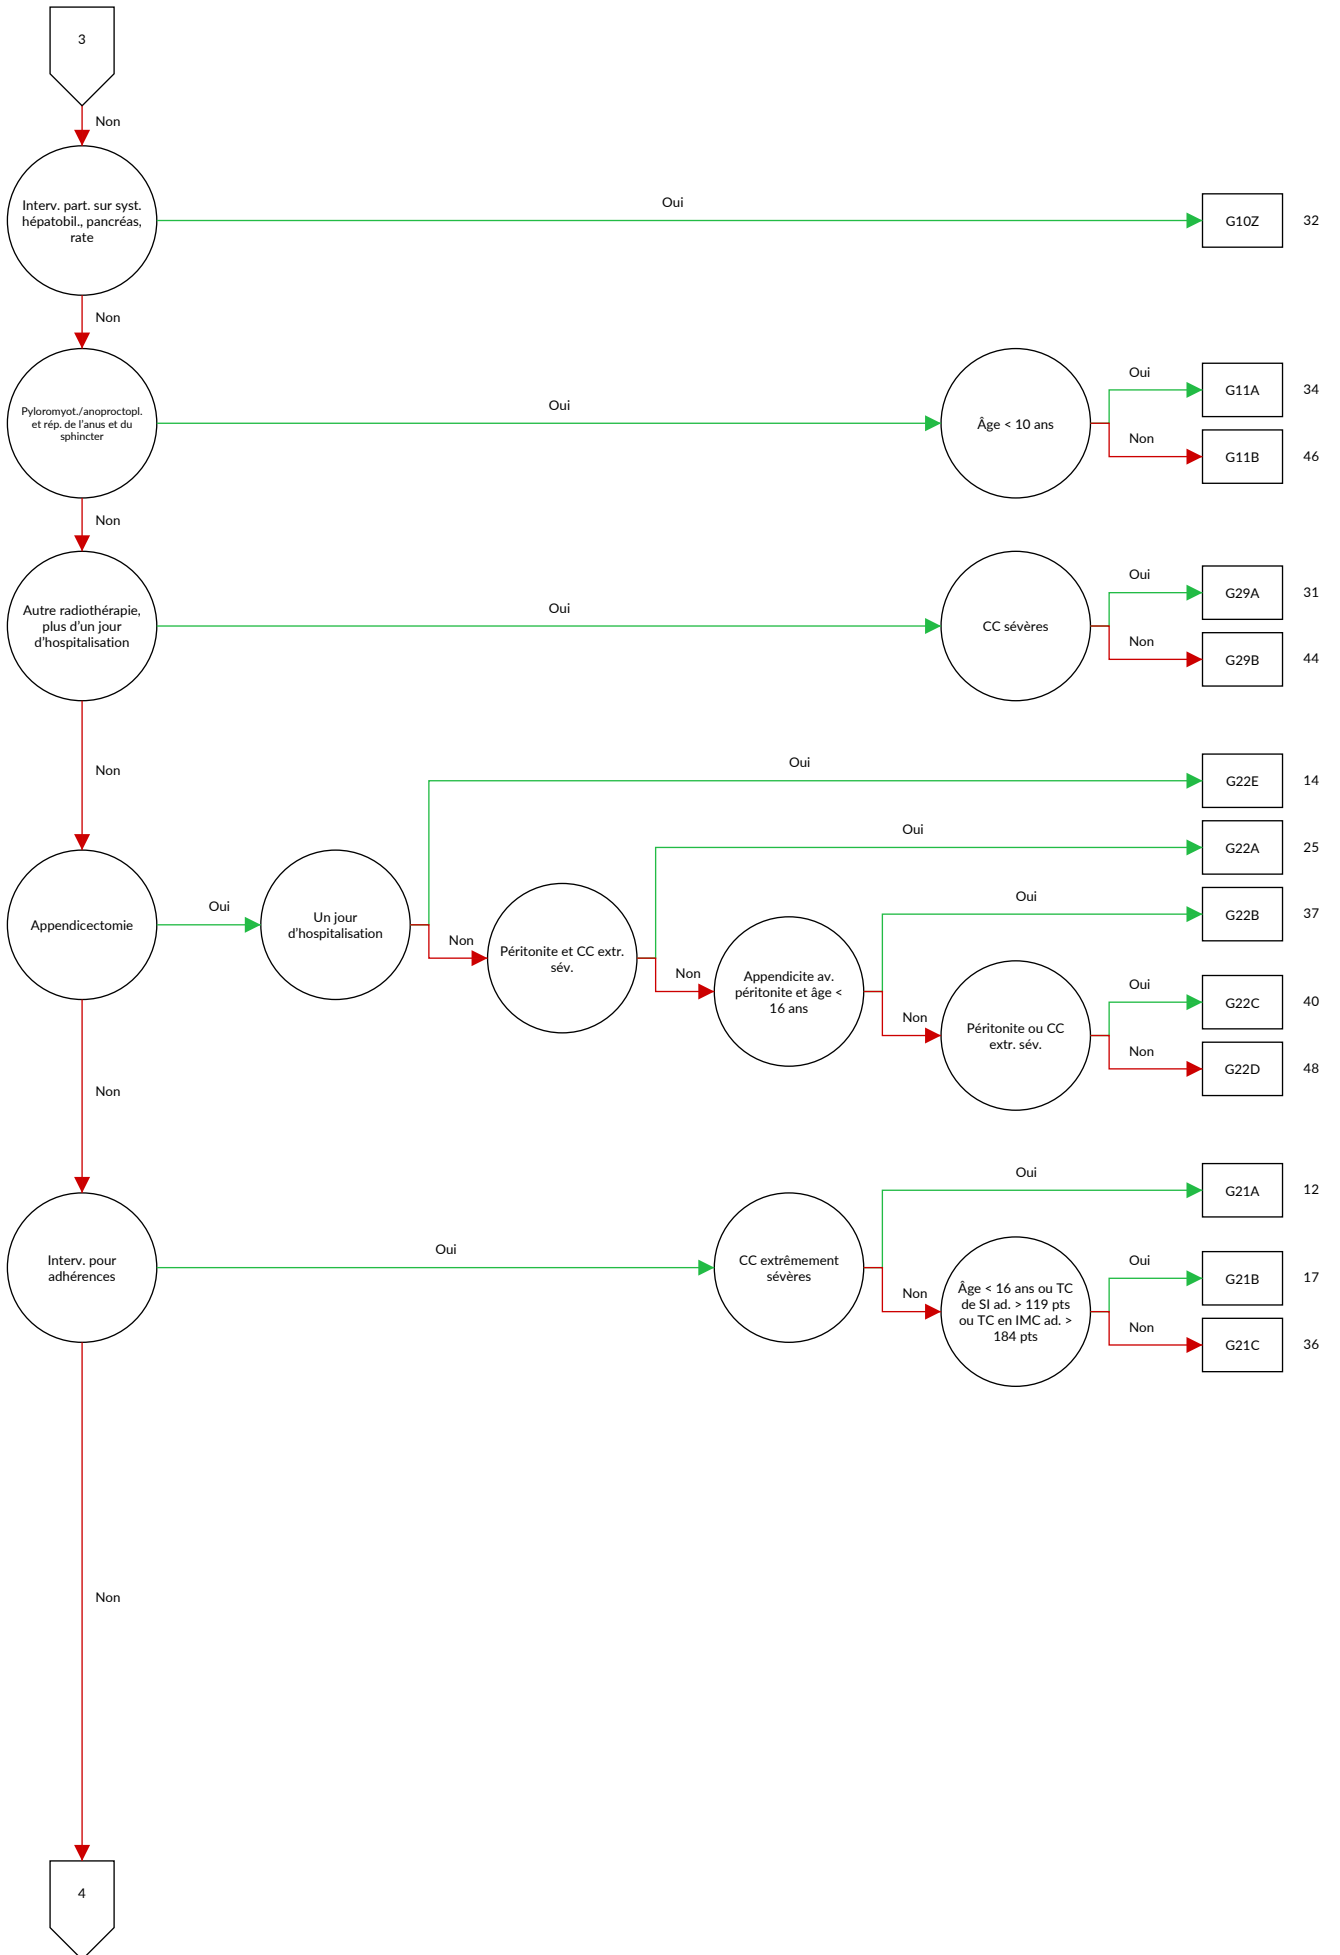 3
Non
Interv. part. sur syst.
hépatobil., pancréas,
rate
Oui
G10Z
32
Non
Pyloromyot./anoproctopl.
et rép. de l'anus et du
sphincter
Oui
Âge < 10 ans
Oui
G11A
34
Non
G11B
46
Non
Autre radiothérapie,
plus d'un jour
d'hospitalisation
Oui
CC sévères
Oui
G29A
31
Non
G29B
44
Non
Appendicectomie
Oui
Un jour
d'hospitalisation
Oui
G22E
14
Non
Péritonite et CC extr.
sév.
Oui
G22A
25
Non
Appendicite av.
péritonite et âge <
16 ans
Oui
G22B
37
Non
Péritonite ou CC
extr. sév.
Oui
G22C
40
Non
G22D
48
Non
Interv. pour
adhérences
Oui
CC extrêmement
sévères
Oui
G21A
12
Non
Âge < 16 ans ou TC
de SI ad. > 119 pts
ou TC en IMC ad. >
184 pts
Oui
G21B
17
Non
G21C
36
Non
4